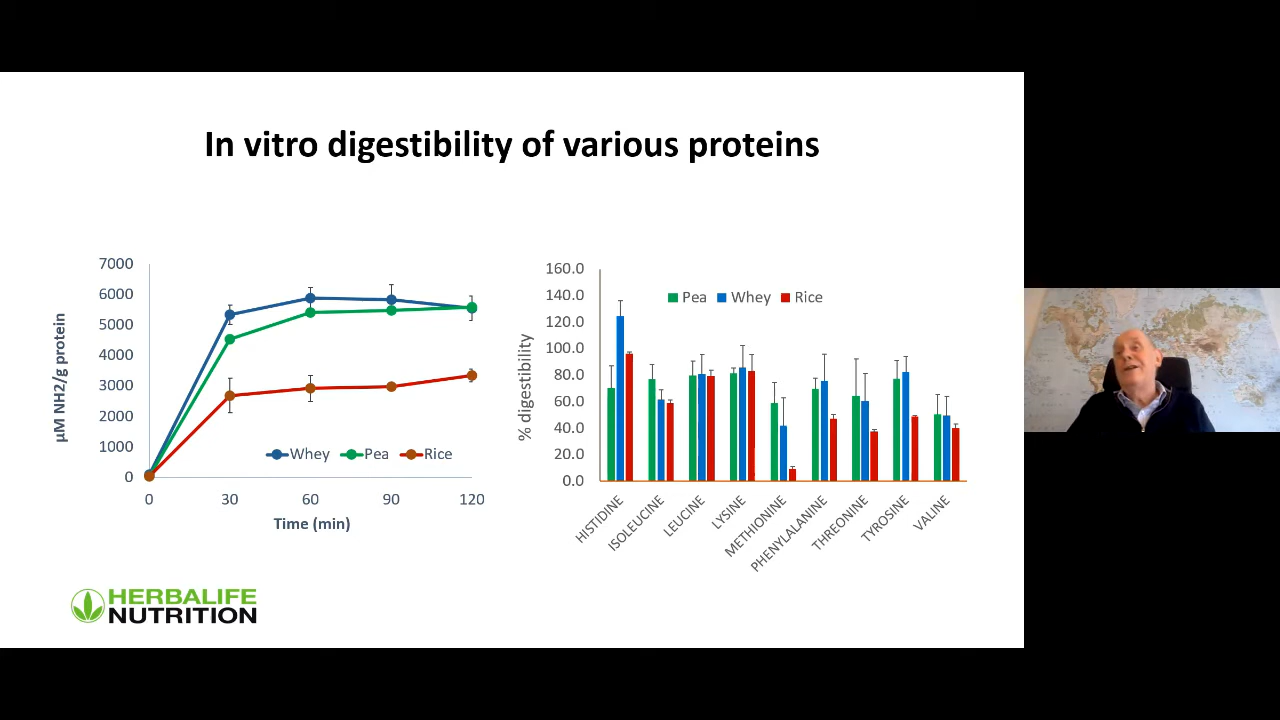 In vitro digestibility of various proteins
µM NH2/g protein
7000
6000
5000
4000
3000
2000
1000
0
Whey Pea Rice
0 30 60 90 120
Time (min)
% digestibility
160.0
140.0
120.0
100.0
80.0
60.0
40.0
20.0
0.0
Pea Whey Rice
HISTIDINE
ISOLEUCINE
LEUCINE
LYSINE
METHIONINE
PHENYLALANINE
THREONINE
TYROSINE
VALINE
HERBALIFE
NUTRITION